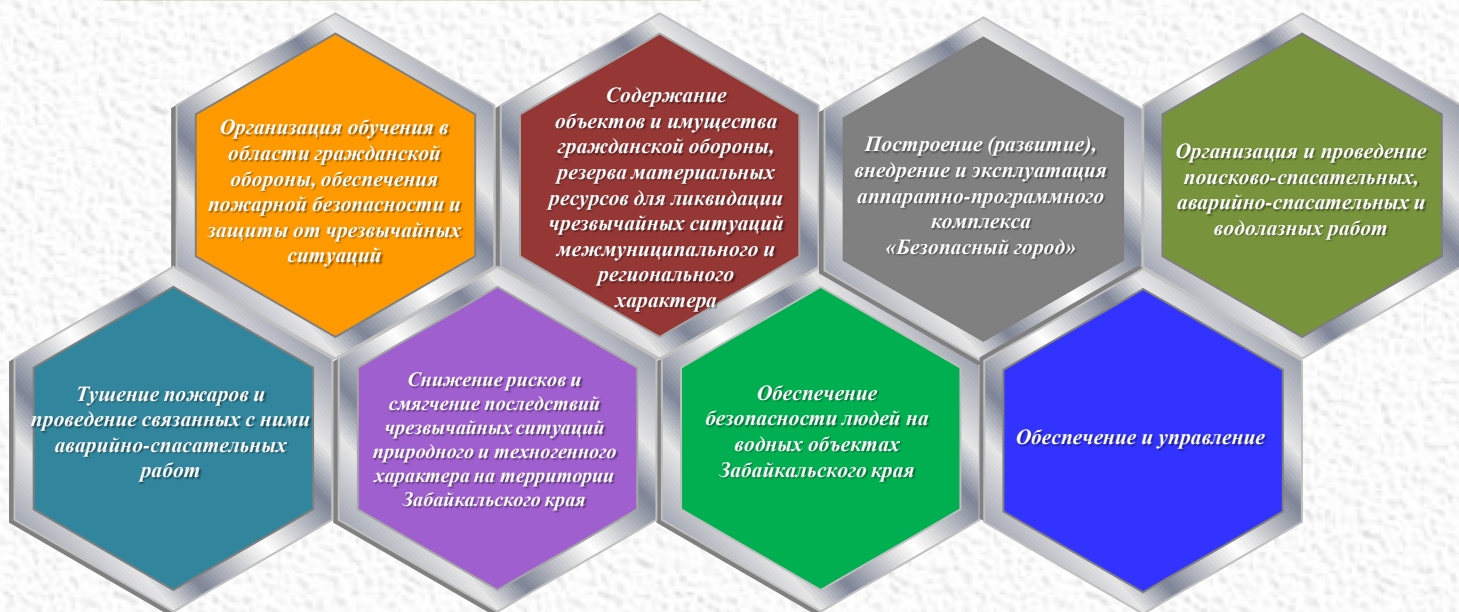 Организация обучения в
области гражданской
обороны, обеспечения
пожарной безопасности и
защиты от чрезвычайных
ситуаций
Содержание
объектов и имущества
гражданской обороны,
резерва материальных
ресурсов для ликвидации
чрезвычайных ситуаций
межмуниципального и
регионального
характера
Построение (развитие),
внедрение и эксплуатация
аппаратно-программного
комплекса
«Безопасный город»
Организация и проведение
поисково-спасательных,
аварийно-спасательных и
водолазных работ
Тушение пожаров и
проведение связанных с ними
аварийно-спасательных
работ
Снижение рисков и
смягчение последствий
чрезвычайных ситуаций
природного и техногенного
характера на территории
Забайкальского края
Обеспечение
безопасности людей на
водных объектах
Забайкальского края
Обеспечение и управление